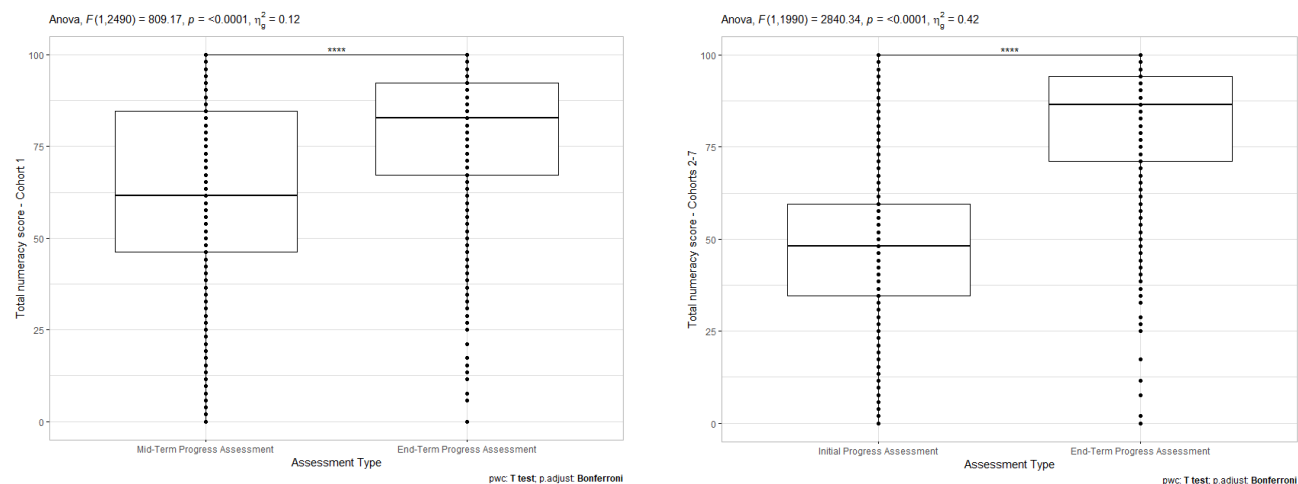 Anova, F(1,2490) = 809.17, p = <0.0001, η²g = 0.12
****
100
75
50
25
0
Total numeracy score - Cohort 1
Mid-Term Progress Assessment
End-Term Progress Assessment
Assessment Type
pwc: T test; p.adjust: Bonferroni
Anova, F(1,1990) = 2840.34, p = <0.0001, η²g = 0.42
****
100
75
50
25
0
Total numeracy score - Cohorts 2-7
Initial Progress Assessment
End-Term Progress Assessment
Assessment Type
pwc: T test; p.adjust: Bonferroni